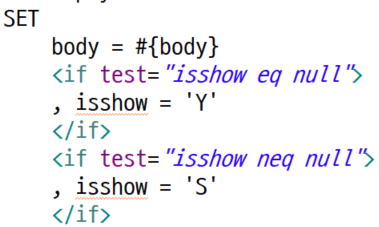 SET
body = #{body}
<if test="isshow eq null">
, isshow = 'Y'
</if>
<if test="isshow neq null">
, isshow = 'S'
</if>